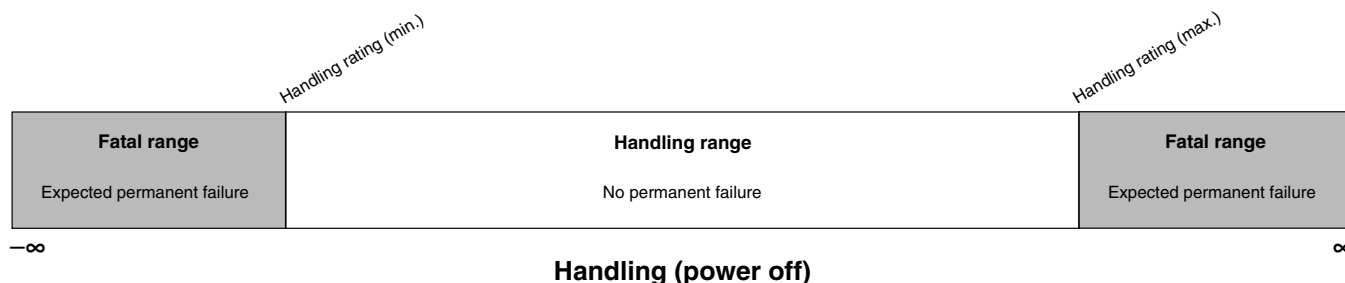 Handling rating (min.)
Handling rating (max.)
Fatal range
Expected permanent failure
Handling range
No permanent failure
Fatal range
Expected permanent failure
–∞
∞
Handling (power off)